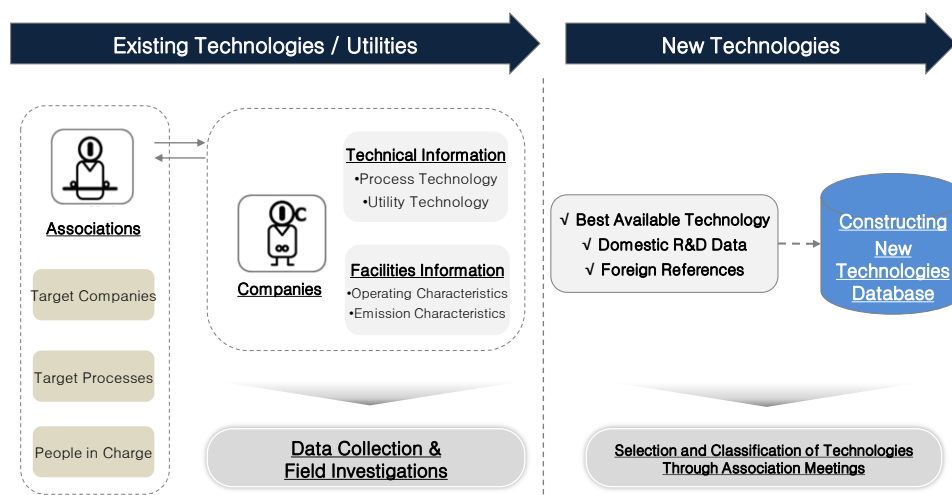 Existing Technologies / Utilities
New Technologies
Associations
Target Companies
Target Processes
People in Charge
Companies
Technical Information
•Process Technology
•Utility Technology
Facilities Information
•Operating Characteristics
•Emission Characteristics
Data Collection &
Field Investigations
√ Best Available Technology
√ Domestic R&D Data
√ Foreign References
Constructing
New
Technologies
Database
Selection and Classification of Technologies
Through Association Meetings